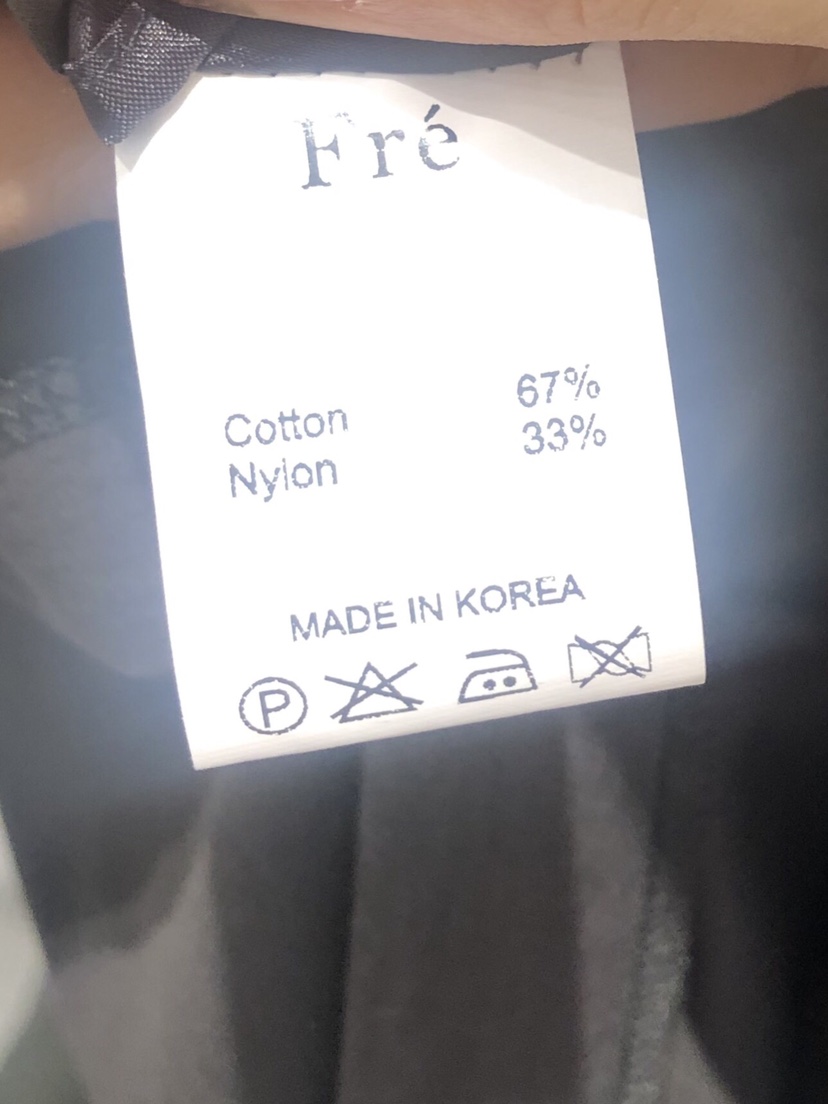 Fré
Cotton 67%
Nylon 33%
MADE IN KOREA
P